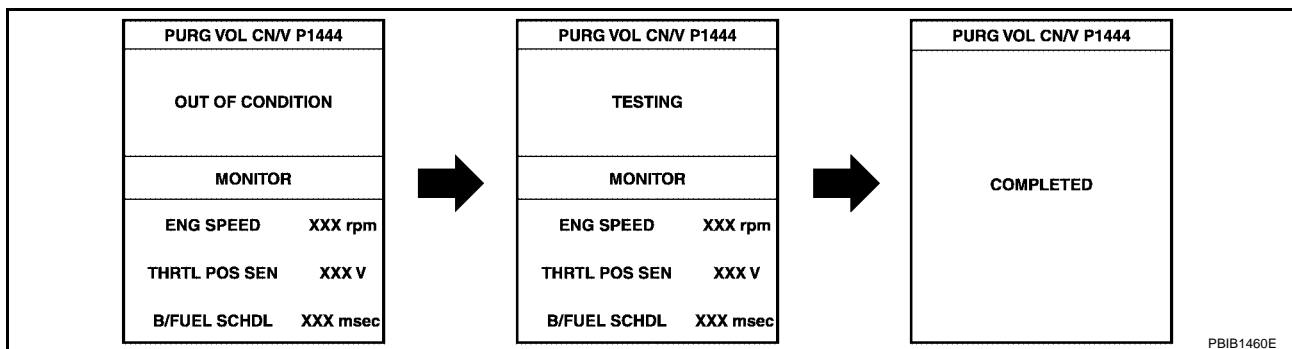 PURG VOL CN/V P1444
OUT OF CONDITION
MONITOR
ENG SPEED XXX rpm
THRTL POS SEN XXX V
B/FUEL SCHDL XXX msec
PURG VOL CN/V P1444
TESTING
MONITOR
ENG SPEED XXX rpm
THRTL POS SEN XXX V
B/FUEL SCHDL XXX msec
PURG VOL CN/V P1444
COMPLETED
PBIB1460E